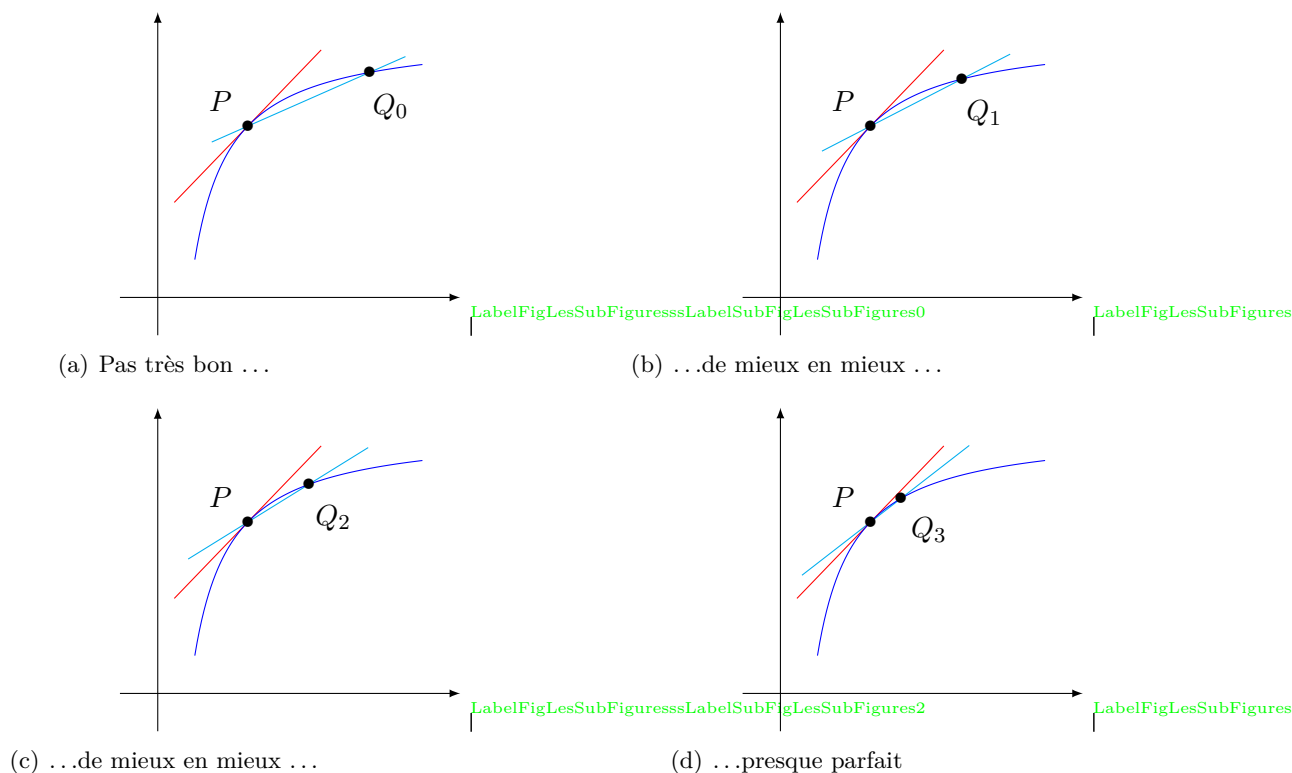 P
Q0
LabelFigLesSubFiguresssLabelSubFigLesSubFigures0
(a) Pas très bon ...
P
Q1
LabelFigLesSubFigures
(b) ...de mieux en mieux ...
P
Q2
LabelFigLesSubFiguresssLabelSubFigLesSubFigures2
(c) ...de mieux en mieux ...
P
Q3
LabelFigLesSubFigures
(d) ...presque parfait